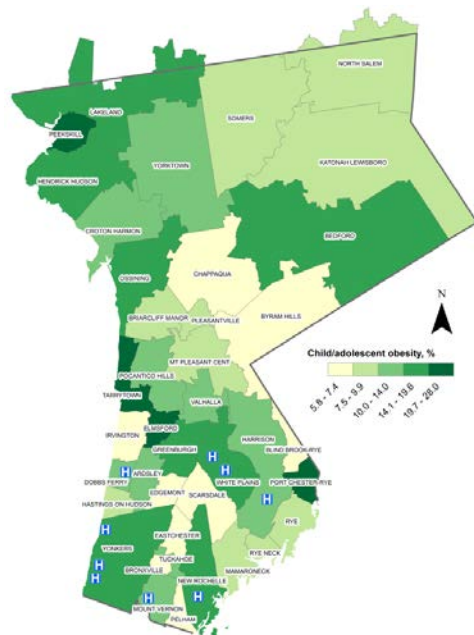 NORTH SALEM
LAKELAND
SOMERS
PEEKSKILL
YORKTOWN
KATONAH LEWISBORO
HENDRICK HUDSON
CROTON HARMON
BEDFORD
OSSINING
CHAPPAQUA
N
BRIARCLIFF MANOR
PLEASANTVILLE
BYRAM HILLS
Child/adolescent obesity, %
5.8 - 7.4
7.5 - 9.9
10.0 - 14.0
14.1 - 19.6
19.7 - 26.0
MT PLEASANT CENT
POCANTICO HILLS
TARRYTOWN
VALHALLA
ELMSFORD
IRVINGTON
HARRISON
GREENBURGH
BLIND BROOK-RYE
H
H
H
ARDSLEY
WHITE PLAINS
PORT CHESTER-RYE
DOBBS FERRY
EDGEMONT
SCARSDALE
H
HASTINGS ON HUDSON
RYE
H
EASTCHESTER
YONKERS
RYE NECK
H
TUCKAHOE
BRONXVILLE
MAMARONECK
H
NEW ROCHELLE
H
H
MOUNT VERNON
PELHAM